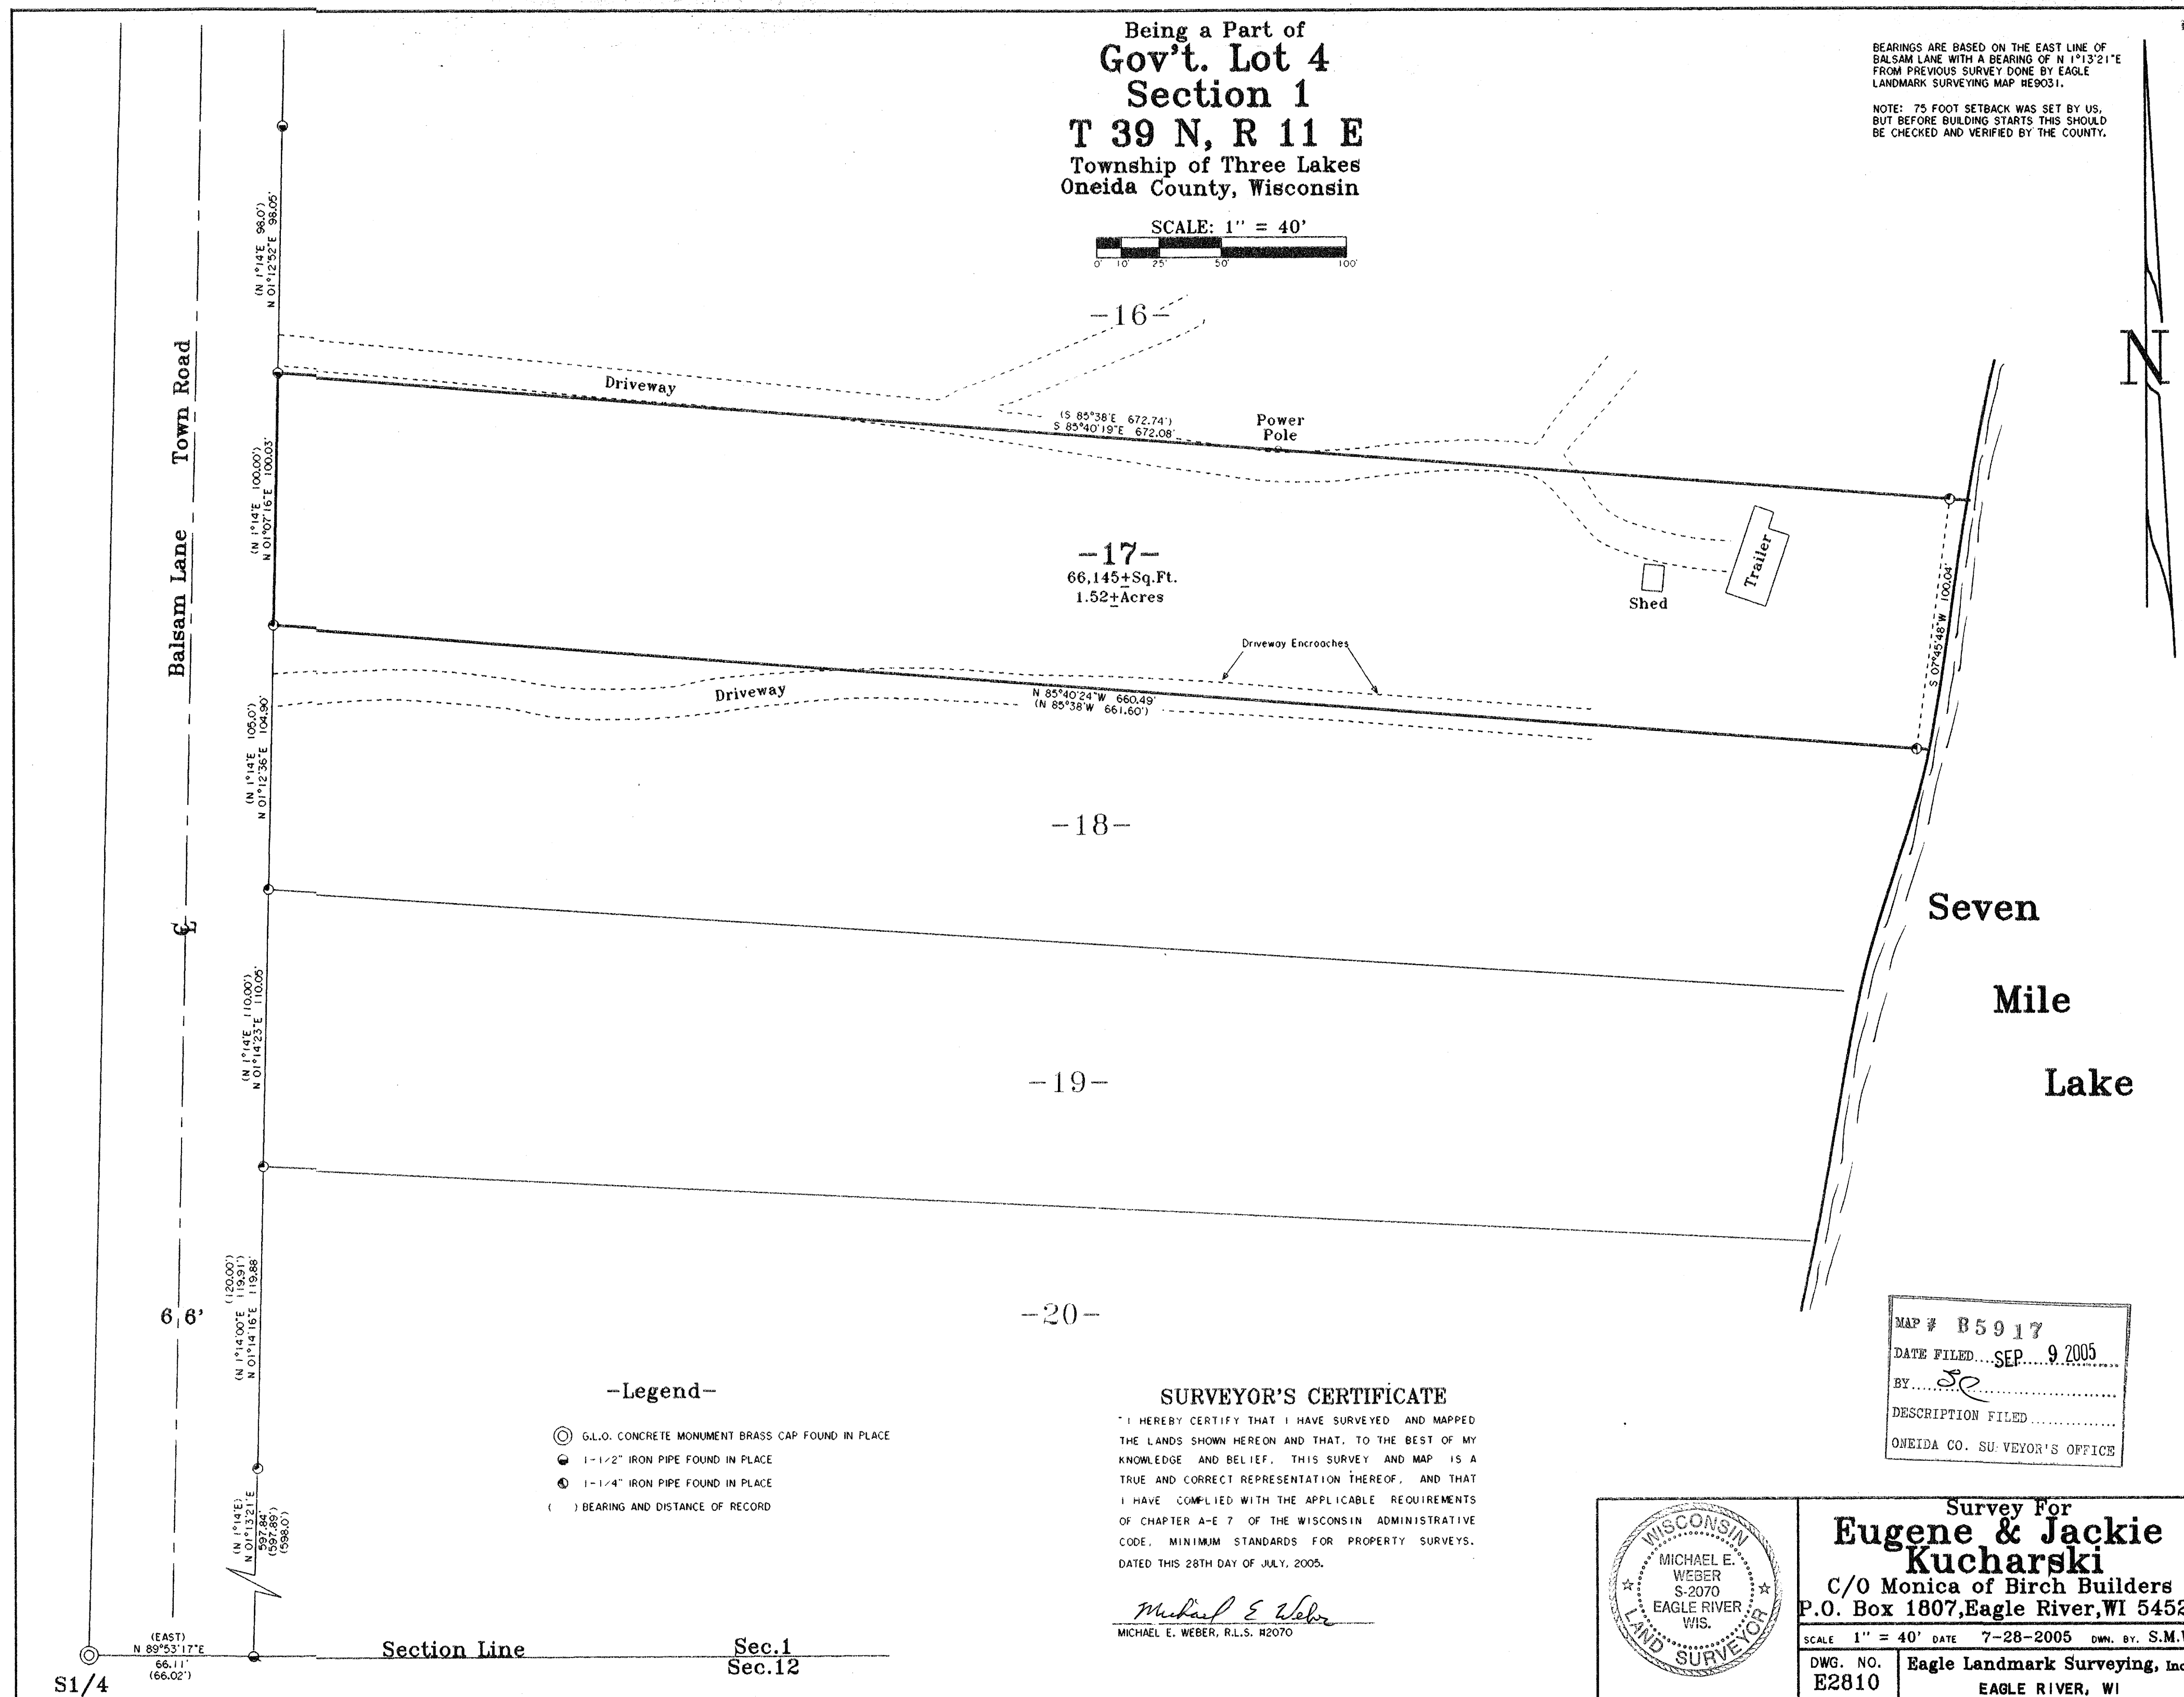 Being a Part of
Gov't. Lot 4
Section 1
T 39 N, R 11 E
Township of Three Lakes
Oneida County, Wisconsin
SCALE: 1" = 40'
0' 10' 25' 50' 100'
BEARINGS ARE BASED ON THE EAST LINE OF
BALSAM LANE WITH A BEARING OF N 1°13'21"E
FROM PREVIOUS SURVEY DONE BY EAGLE
LANDMARK SURVEYING MAP #E9031.
NOTE: 75 FOOT SETBACK WAS SET BY US,
BUT BEFORE BUILDING STARTS THIS SHOULD
BE CHECKED AND VERIFIED BY THE COUNTY.
N
(N 1°14'E 98.0')
N 01°12'52"E 98.05'
-16-
Driveway
(S 85°38'E 672.74')
S 85°40'19"E 672.08'
Power
Pole
Balsam Lane Town Road
(N 1°14'E 100.00')
N 01°07'16"E 100.03'
-17-
66,145±Sq.Ft.
1.52±Acres
Shed
Trailer
S 07°45'48"W 100.04'
Driveway Encroaches
Driveway
N 85°40'24"W 660.49'
(N 85°38'W 661.60')
(N 1°14'E 105.0')
N 01°12'36"E 104.90'
-18-
Seven
Mile
Lake
(N 1°14'E 110.00')
N 01°14'23"E 110.05'
-19-
(120.00')
(N 1°14'00"E 119.91')
N 01°14'16"E 119.88'
66'
-20-
-Legend-
G.L.O. CONCRETE MONUMENT BRASS CAP FOUND IN PLACE
1-1/2" IRON PIPE FOUND IN PLACE
1-1/4" IRON PIPE FOUND IN PLACE
( ) BEARING AND DISTANCE OF RECORD
(N 1°14'E)
N 01°13'21"E
597.84'
(597.89')
(598.0')
(EAST)
N 89°53'17"E
66.11'
(66.02')
S1/4
Section Line
Sec.1
Sec.12
SURVEYOR'S CERTIFICATE
"I HEREBY CERTIFY THAT I HAVE SURVEYED AND MAPPED
THE LANDS SHOWN HEREON AND THAT, TO THE BEST OF MY
KNOWLEDGE AND BELIEF, THIS SURVEY AND MAP IS A
TRUE AND CORRECT REPRESENTATION THEREOF, AND THAT
I HAVE COMPLIED WITH THE APPLICABLE REQUIREMENTS
OF CHAPTER A-E 7 OF THE WISCONSIN ADMINISTRATIVE
CODE, MINIMUM STANDARDS FOR PROPERTY SURVEYS.
DATED THIS 28TH DAY OF JULY, 2005.
Michael E Weber
MICHAEL E. WEBER, R.L.S. #2070
MAP # B5917
DATE FILED....SEP....9 2005
BY
DESCRIPTION FILED
ONEIDA CO. SU VEYOR'S OFFICE
WISCONSIN
MICHAEL E.
WEBER
S-2070
EAGLE RIVER
WIS.
LAND SURVEYOR
Survey For
Eugene & Jackie
Kucharski
C/O Monica of Birch Builders
P.O. Box 1807,Eagle River,WI 5452
SCALE 1" = 40' DATE 7-28-2005 DWN. BY. S.M.
DWG. NO.
E2810
Eagle Landmark Surveying, Inc
EAGLE RIVER, WI